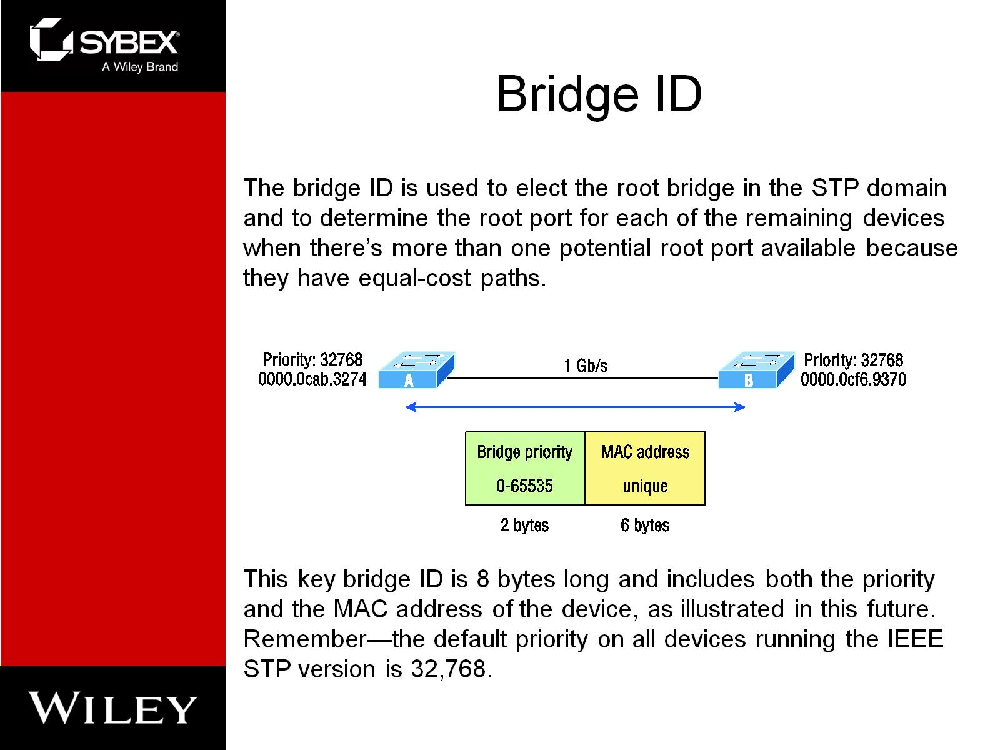 SYBEX®
A Wiley Brand
Bridge ID
The bridge ID is used to elect the root bridge in the STP domain
and to determine the root port for each of the remaining devices
when there’s more than one potential root port available because
they have equal-cost paths.
Priority: 32768
0000.0cab.3274
A
1 Gb/s
B
Priority: 32768
0000.0cf6.9370
Bridge priority
0-65535
MAC address
unique
2 bytes
6 bytes
This key bridge ID is 8 bytes long and includes both the priority
and the MAC address of the device, as illustrated in this future.
Remember—the default priority on all devices running the IEEE
STP version is 32,768.
WILEY